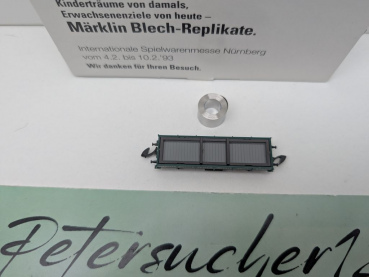 Kinderträume von damals,
Erwachsenenziele von heute –
Märklin Blech-Replikate.
Internationale Spielwarenmesse Nürnberg
vom 4.2. bis 10.2.'93
Wir danken für Ihren Besuch.
Petersucher12